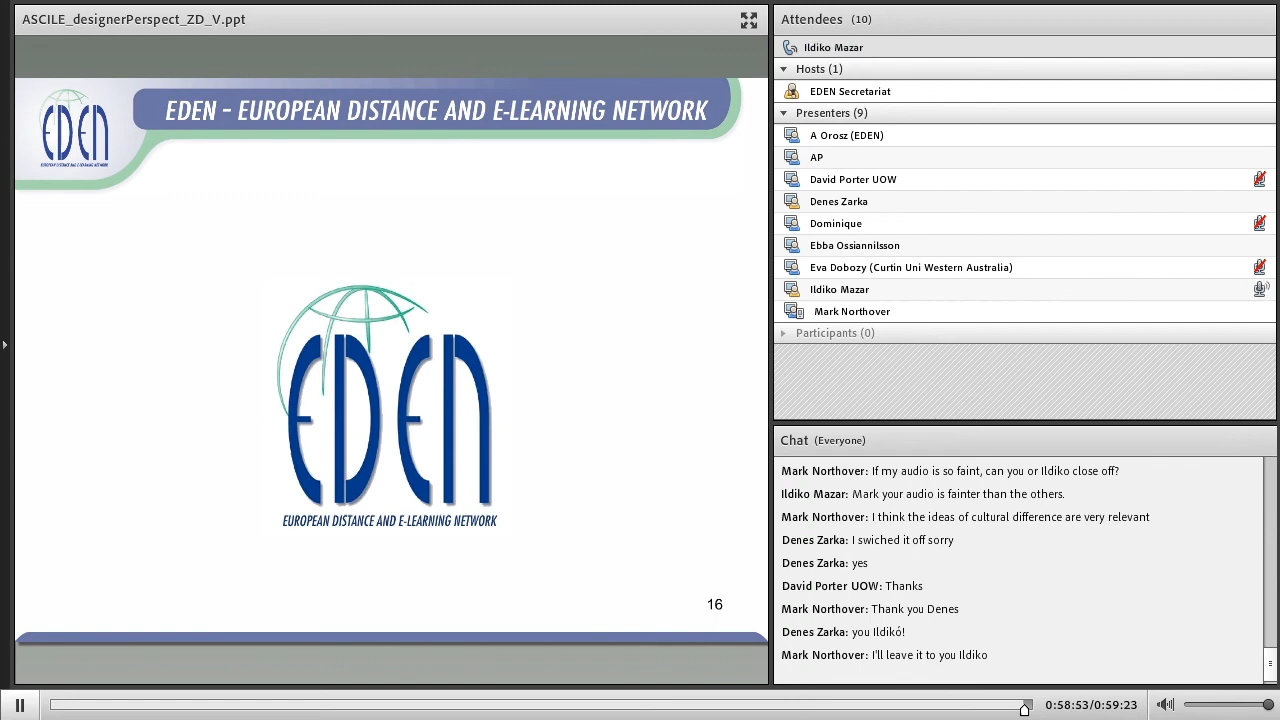 ASCILE_designerPerspect_ZD_V.ppt
EDEN
EUROPEAN DISTANCE AND E-LEARNING NETWORK
EDEN - EUROPEAN DISTANCE AND E-LEARNING NETWORK
EDEN
EUROPEAN DISTANCE AND E-LEARNING NETWORK
16
Attendees (10)
Ildiko Mazar
Hosts (1)
EDEN Secretariat
Presenters (9)
A Orosz (EDEN)
AP
David Porter UOW
Denes Zarka
Dominique
Ebba Ossiannilsson
Eva Dobozy (Curtin Uni Western Australia)
Ildiko Mazar
Mark Northover
Participants (0)
Chat (Everyone)
Mark Northover: If my audio is so faint, can you or Ildiko close off?
Ildiko Mazar: Mark your audio is fainter than the others.
Mark Northover: I think the ideas of cultural difference are very relevant
Denes Zarka: I swiched it off sorry
Denes Zarka: yes
David Porter UOW: Thanks
Mark Northover: Thank you Denes
Denes Zarka: you Ildikó!
Mark Northover: I'll leave it to you Ildiko
0:58:53/0:59:23